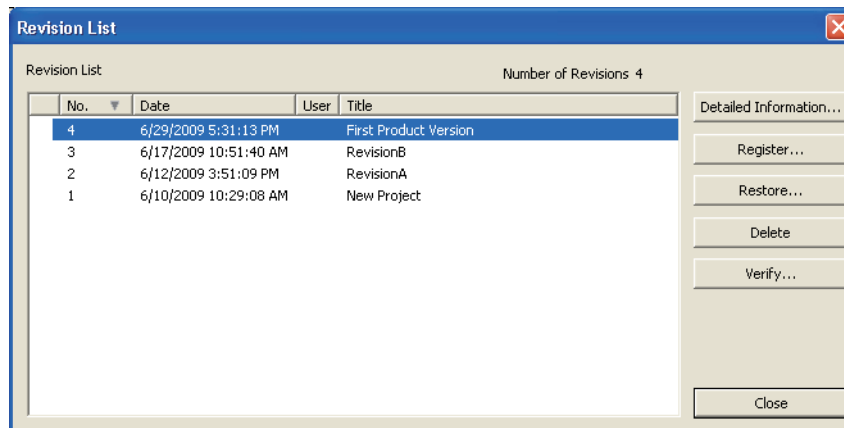 Revision List
Revision List Number of Revisions 4
No. Date User Title
4 6/29/2009 5:31:13 PM First Product Version
3 6/17/2009 10:51:40 AM RevisionB
2 6/12/2009 3:51:09 PM RevisionA
1 6/10/2009 10:29:08 AM New Project
Detailed Information...
Register...
Restore...
Delete
Verify...
Close